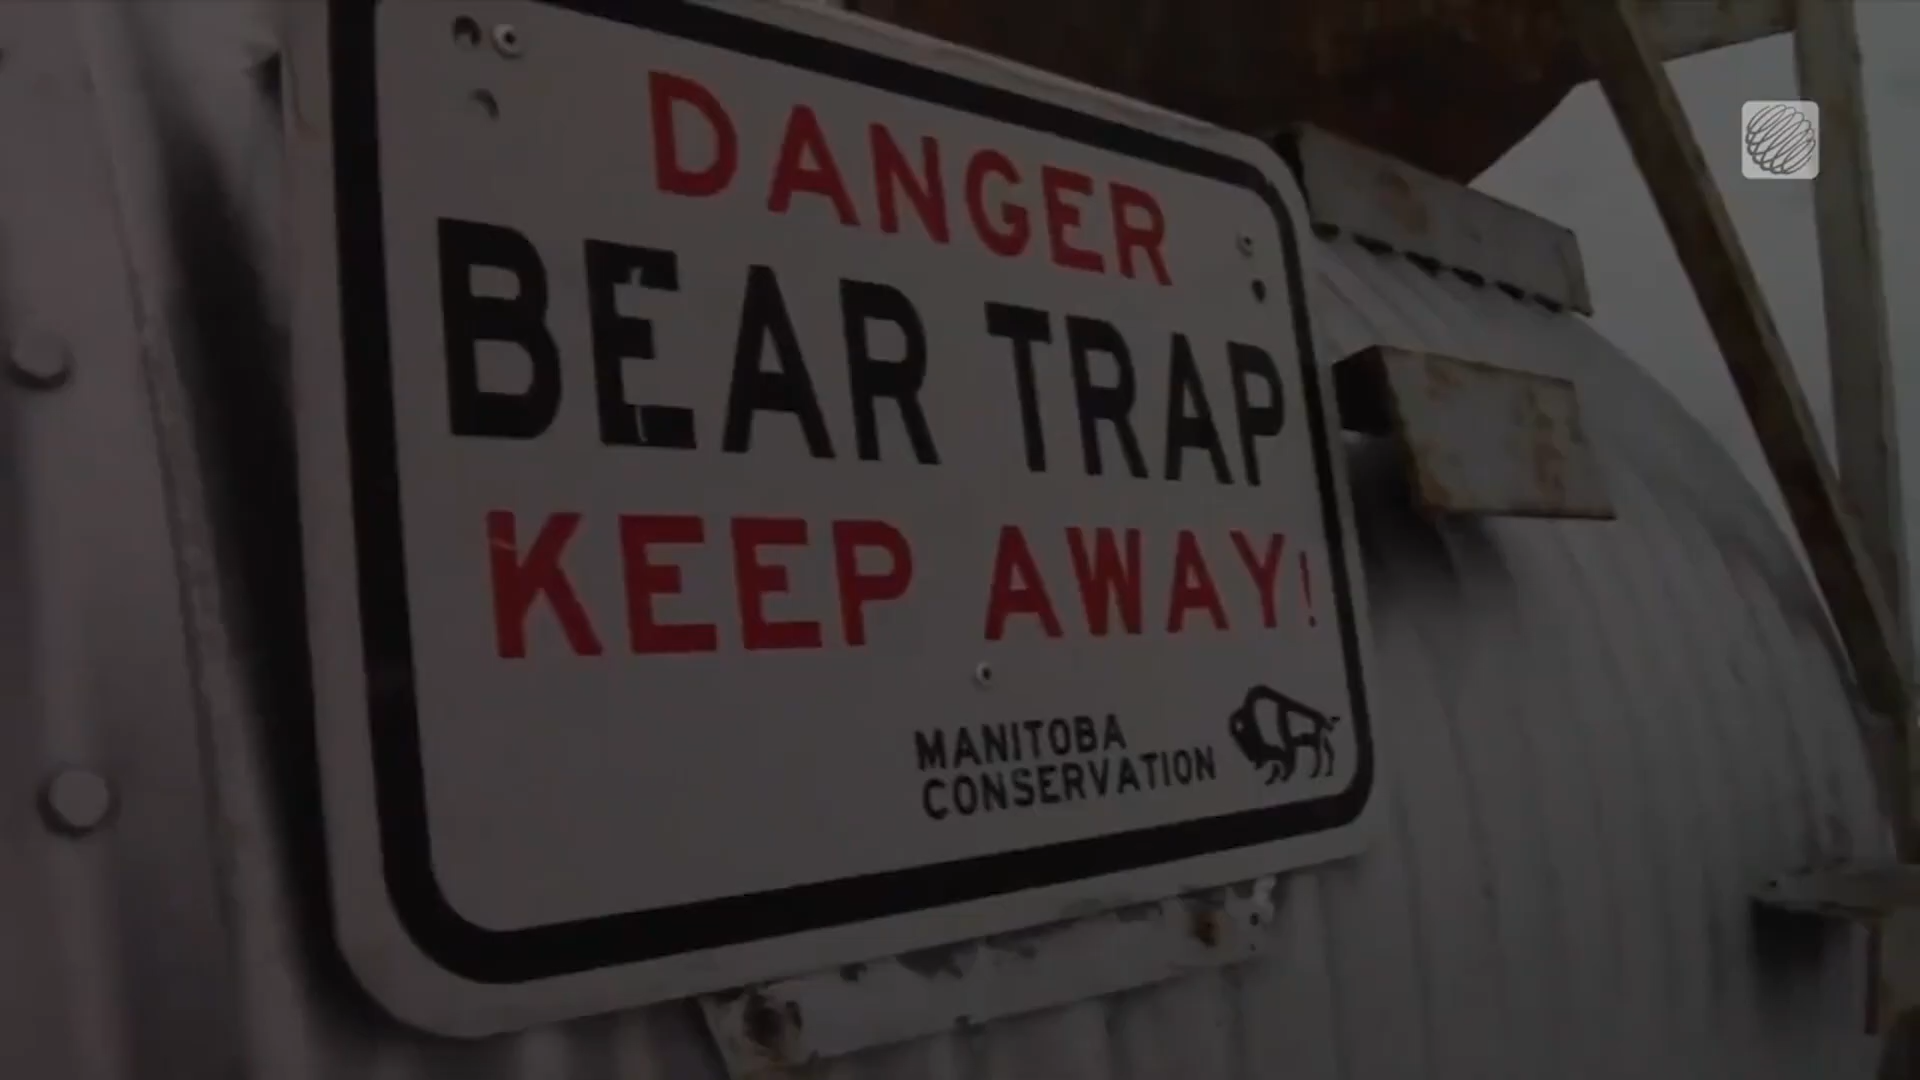 DANGER
BEAR TRAP
KEEP AWAY!
MANITOBA
CONSERVATION